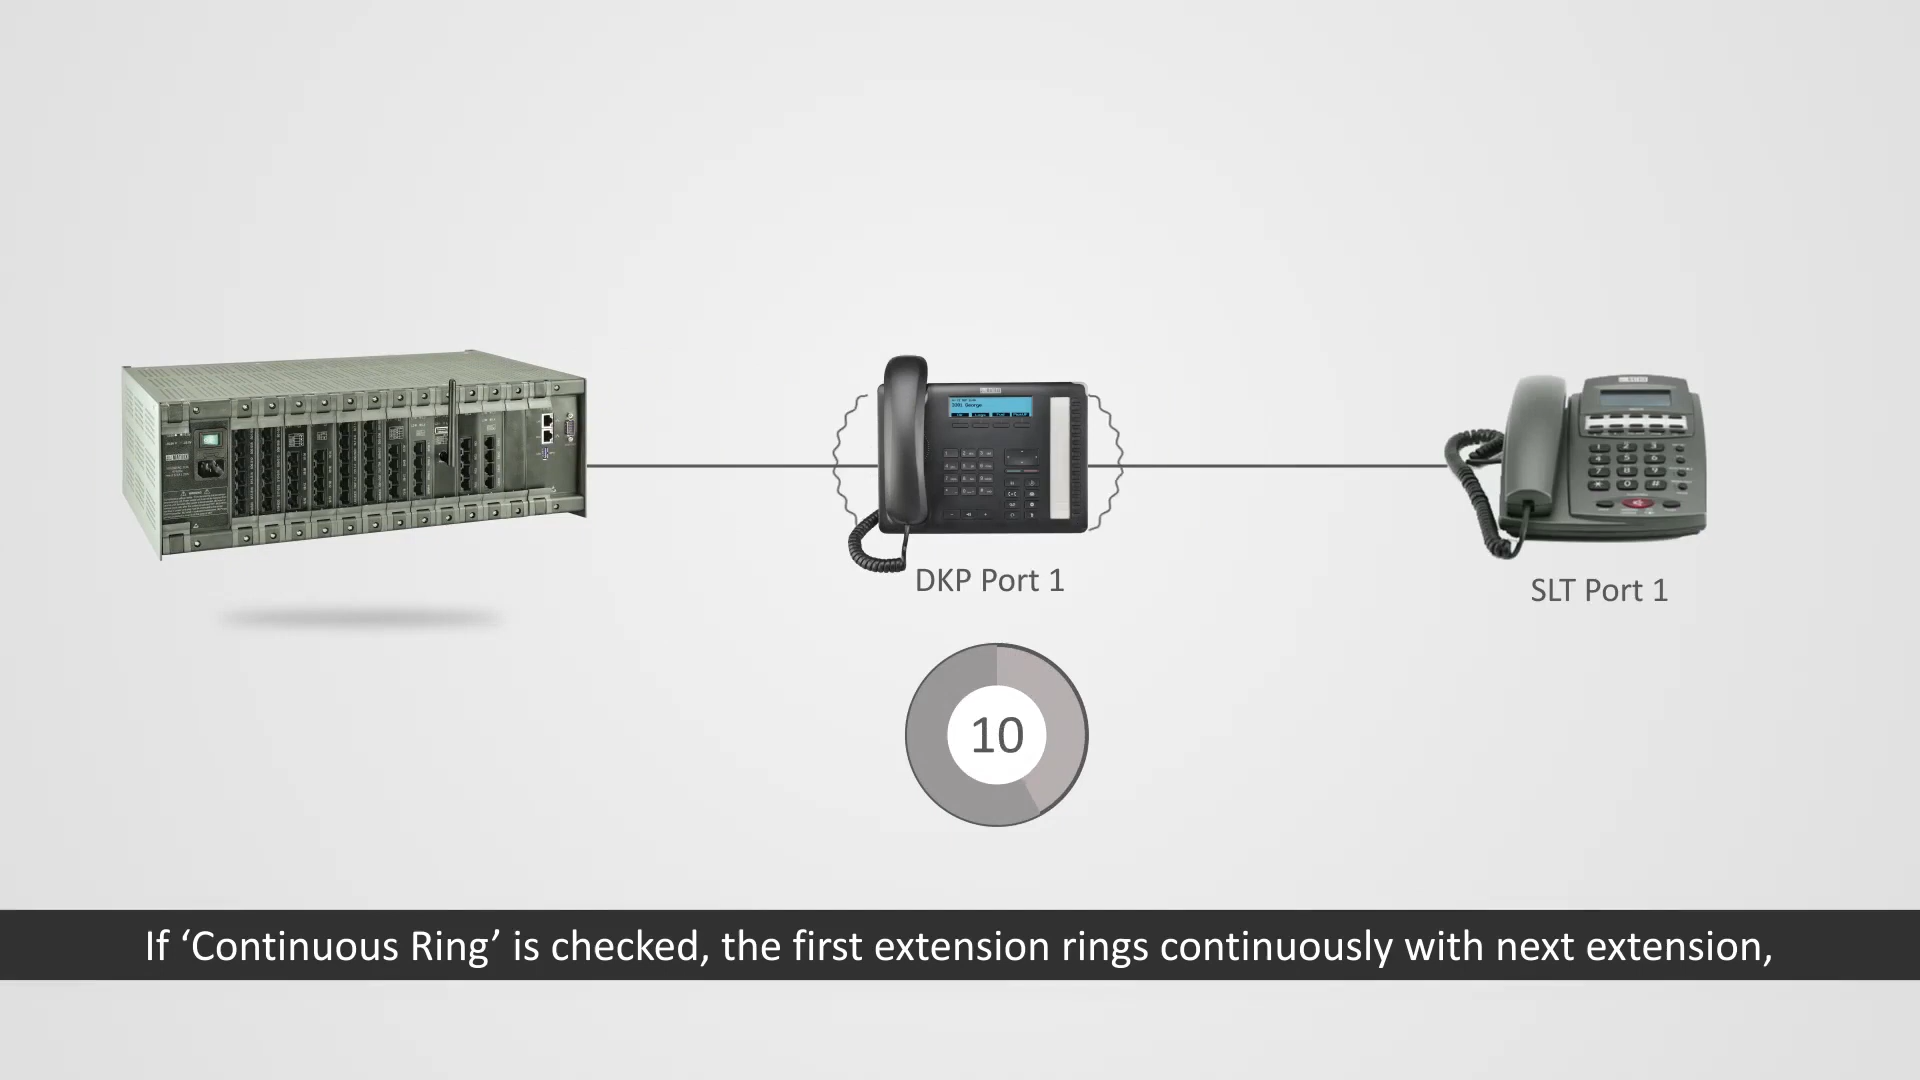 DKP Port 1
SLT Port 1
10
If ‘Continuous Ring’ is checked, the first extension rings continuously with next extension,